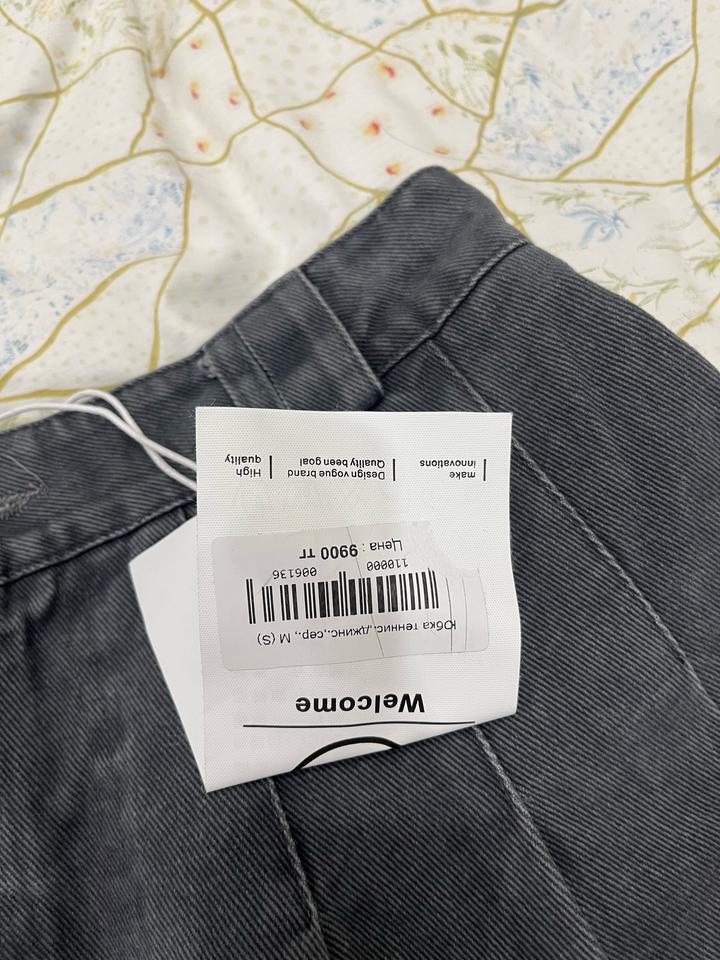 Welcome
Юбка теннис.,джинс.,сер., M (S)
110000 006136
Цена : 9900 тг
make
innovations
Design vogue brand
Quality been goal
High
quality